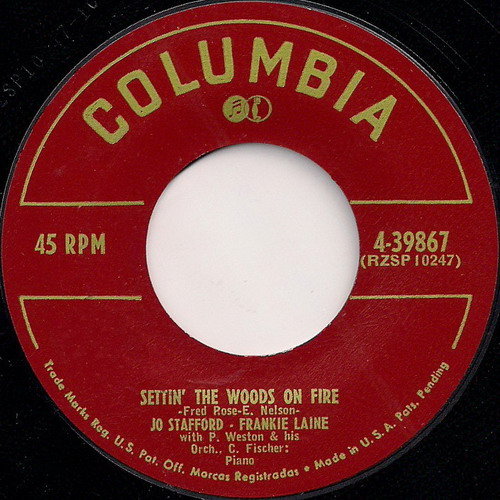 COLUMBIA
45 RPM
4-39867
(RZSP 10247)
SETTIN' THE WOODS ON FIRE
-Fred Rose-E. Nelson-
JO STAFFORD - FRANKIE LAINE
with P. Weston & his
Orch., C. Fischer:
Piano
Trade Marks Reg. U.S. Pat. Off. Marcas Registradas • Made in U.S.A. Pats. Pending